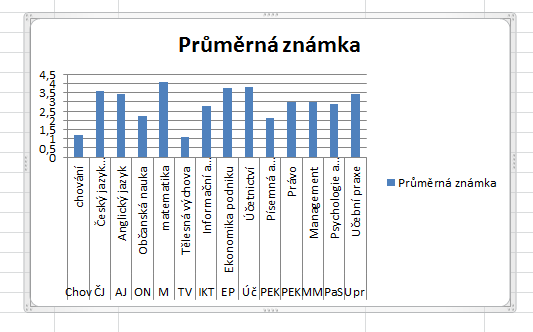 Průměrná známka
4,5
4
3,5
3
2,5
2
1,5
1
0,5
0
chování
Český jazyk...
Anglický jazyk
Občanská nauka
matematika
Tělesná výchova
Informační a...
Ekonomika podniku
Účetnictví
Písemná a...
Právo
Management
Psychologie a...
Učební praxe
Chov ČJ AJ ON M TV IKT EP Úč PEK PEK MM PaS Upr
Průměrná známka